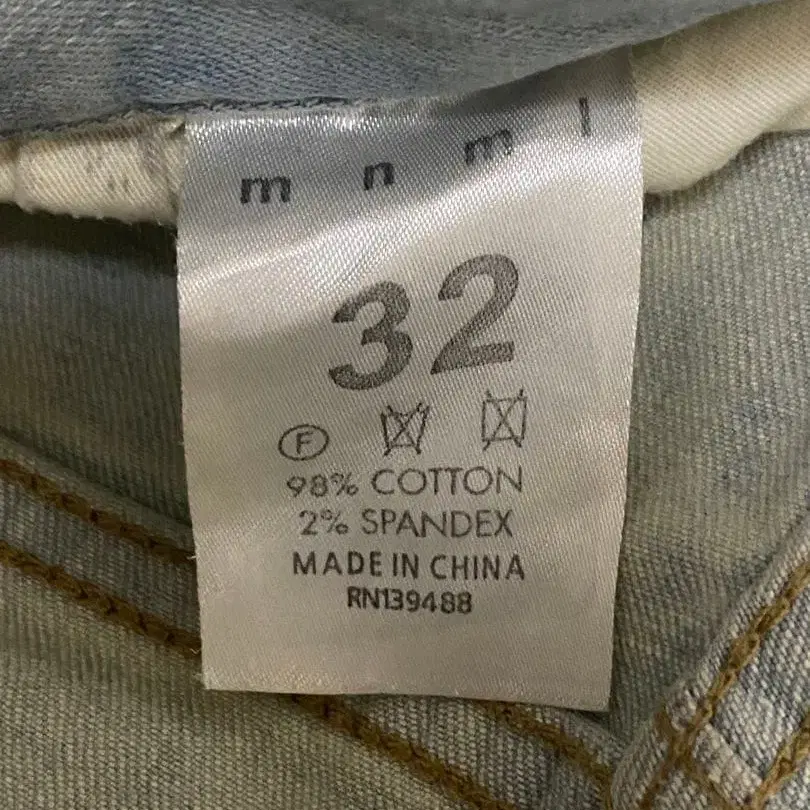 m n m l
32
F
98% COTTON
2% SPANDEX
MADE IN CHINA
RN139488